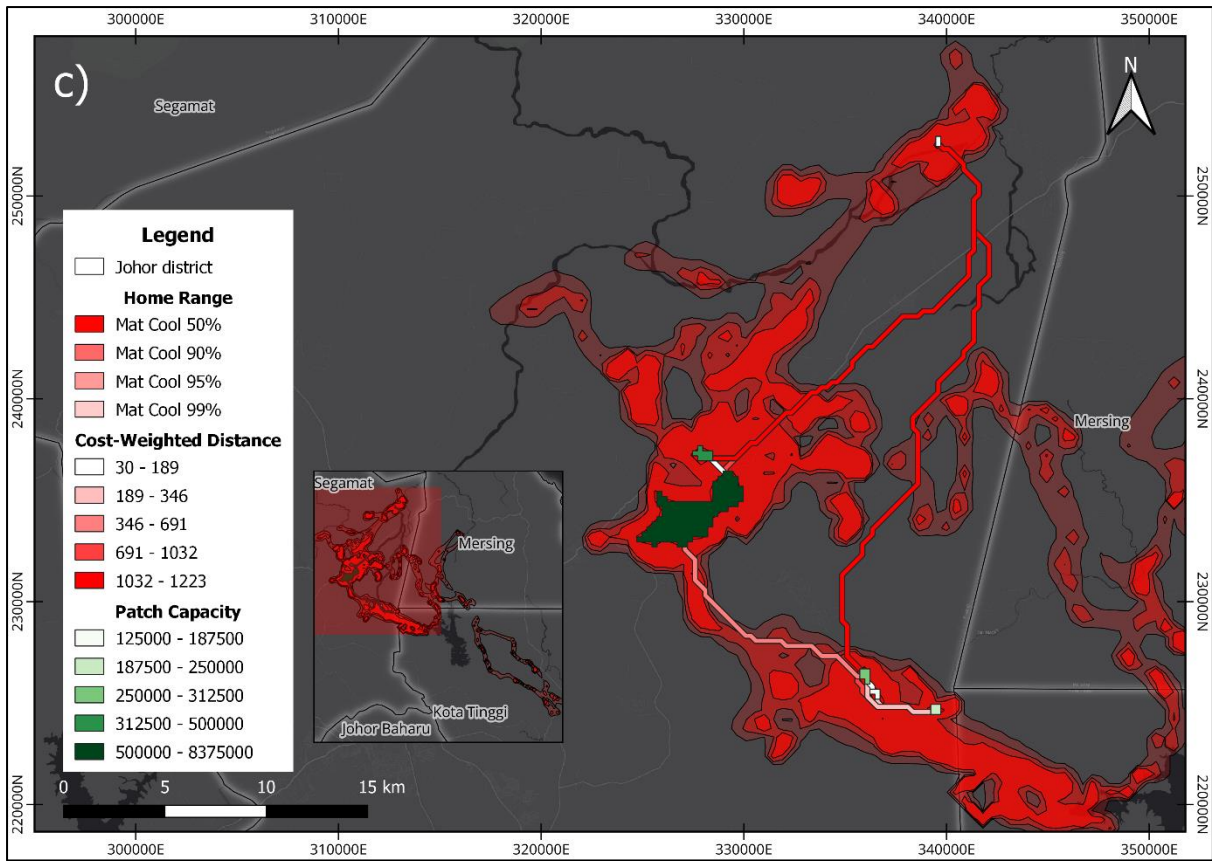 300000E 310000E 320000E 330000E 340000E 350000E
c)
N
Segamat
250000N
250000N
Legend
Johor district
Home Range
Mat Cool 50%
Mat Cool 90%
Mat Cool 95%
Mat Cool 99%
Cost-Weighted Distance
30 - 189
189 - 346
346 - 691
691 - 1032
1032 - 1223
Patch Capacity
125000 - 187500
187500 - 250000
250000 - 312500
312500 - 500000
500000 - 8375000
240000N
240000N
Mersing
Segamat
Mersing
Kota Tinggi
Johor Baharu
230000N
230000N
0 5 10 15 km
220000N
220000N
300000E 310000E 320000E 330000E 340000E 350000E